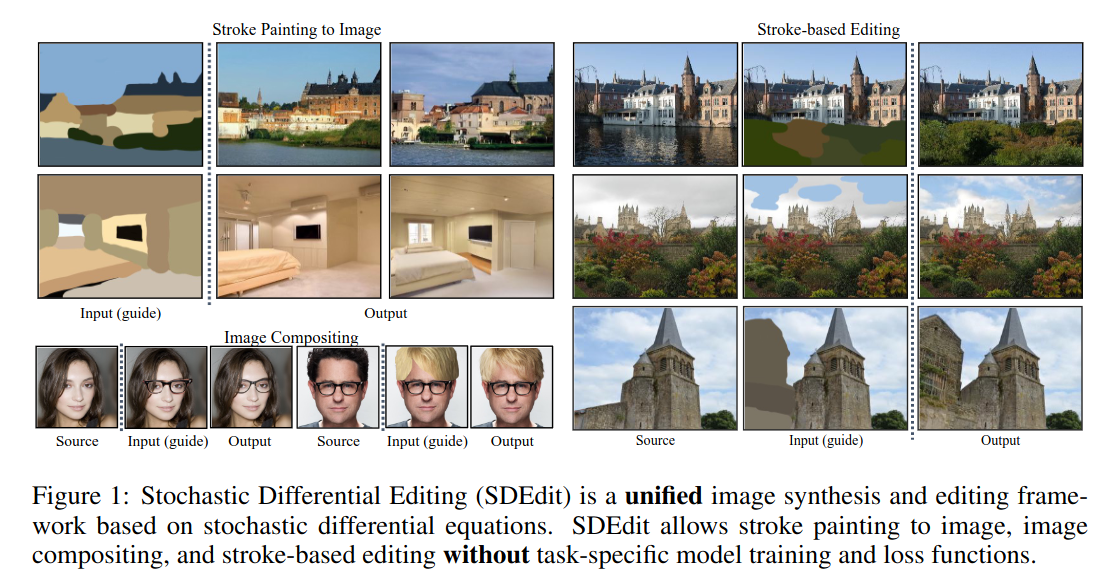 Stroke Painting to Image
Input (guide) Output
Image Compositing
Source Input (guide) Output Source Input (guide) Output
Stroke-based Editing
Source Input (guide) Output
Figure 1: Stochastic Differential Editing (SDEdit) is a unified image synthesis and editing frame-
work based on stochastic differential equations. SDEdit allows stroke painting to image, image
compositing, and stroke-based editing without task-specific model training and loss functions.